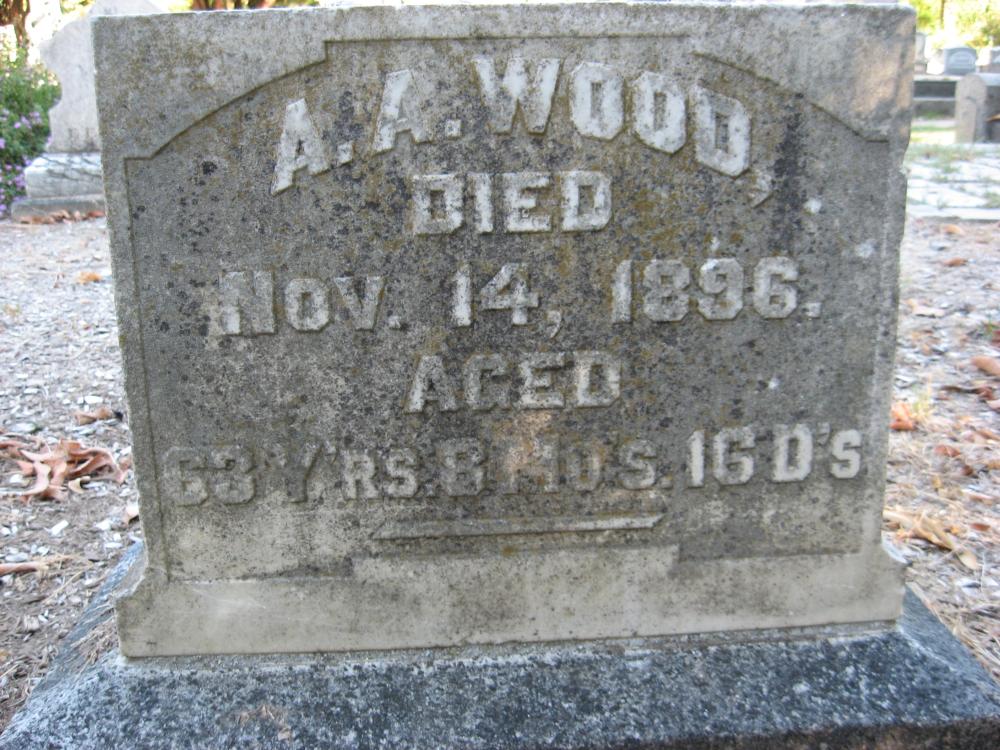 A. A. WOOD,
DIED
NOV. 14, 1896.
AGED
63 Y'RS. 8 MO'S. 16 D'S